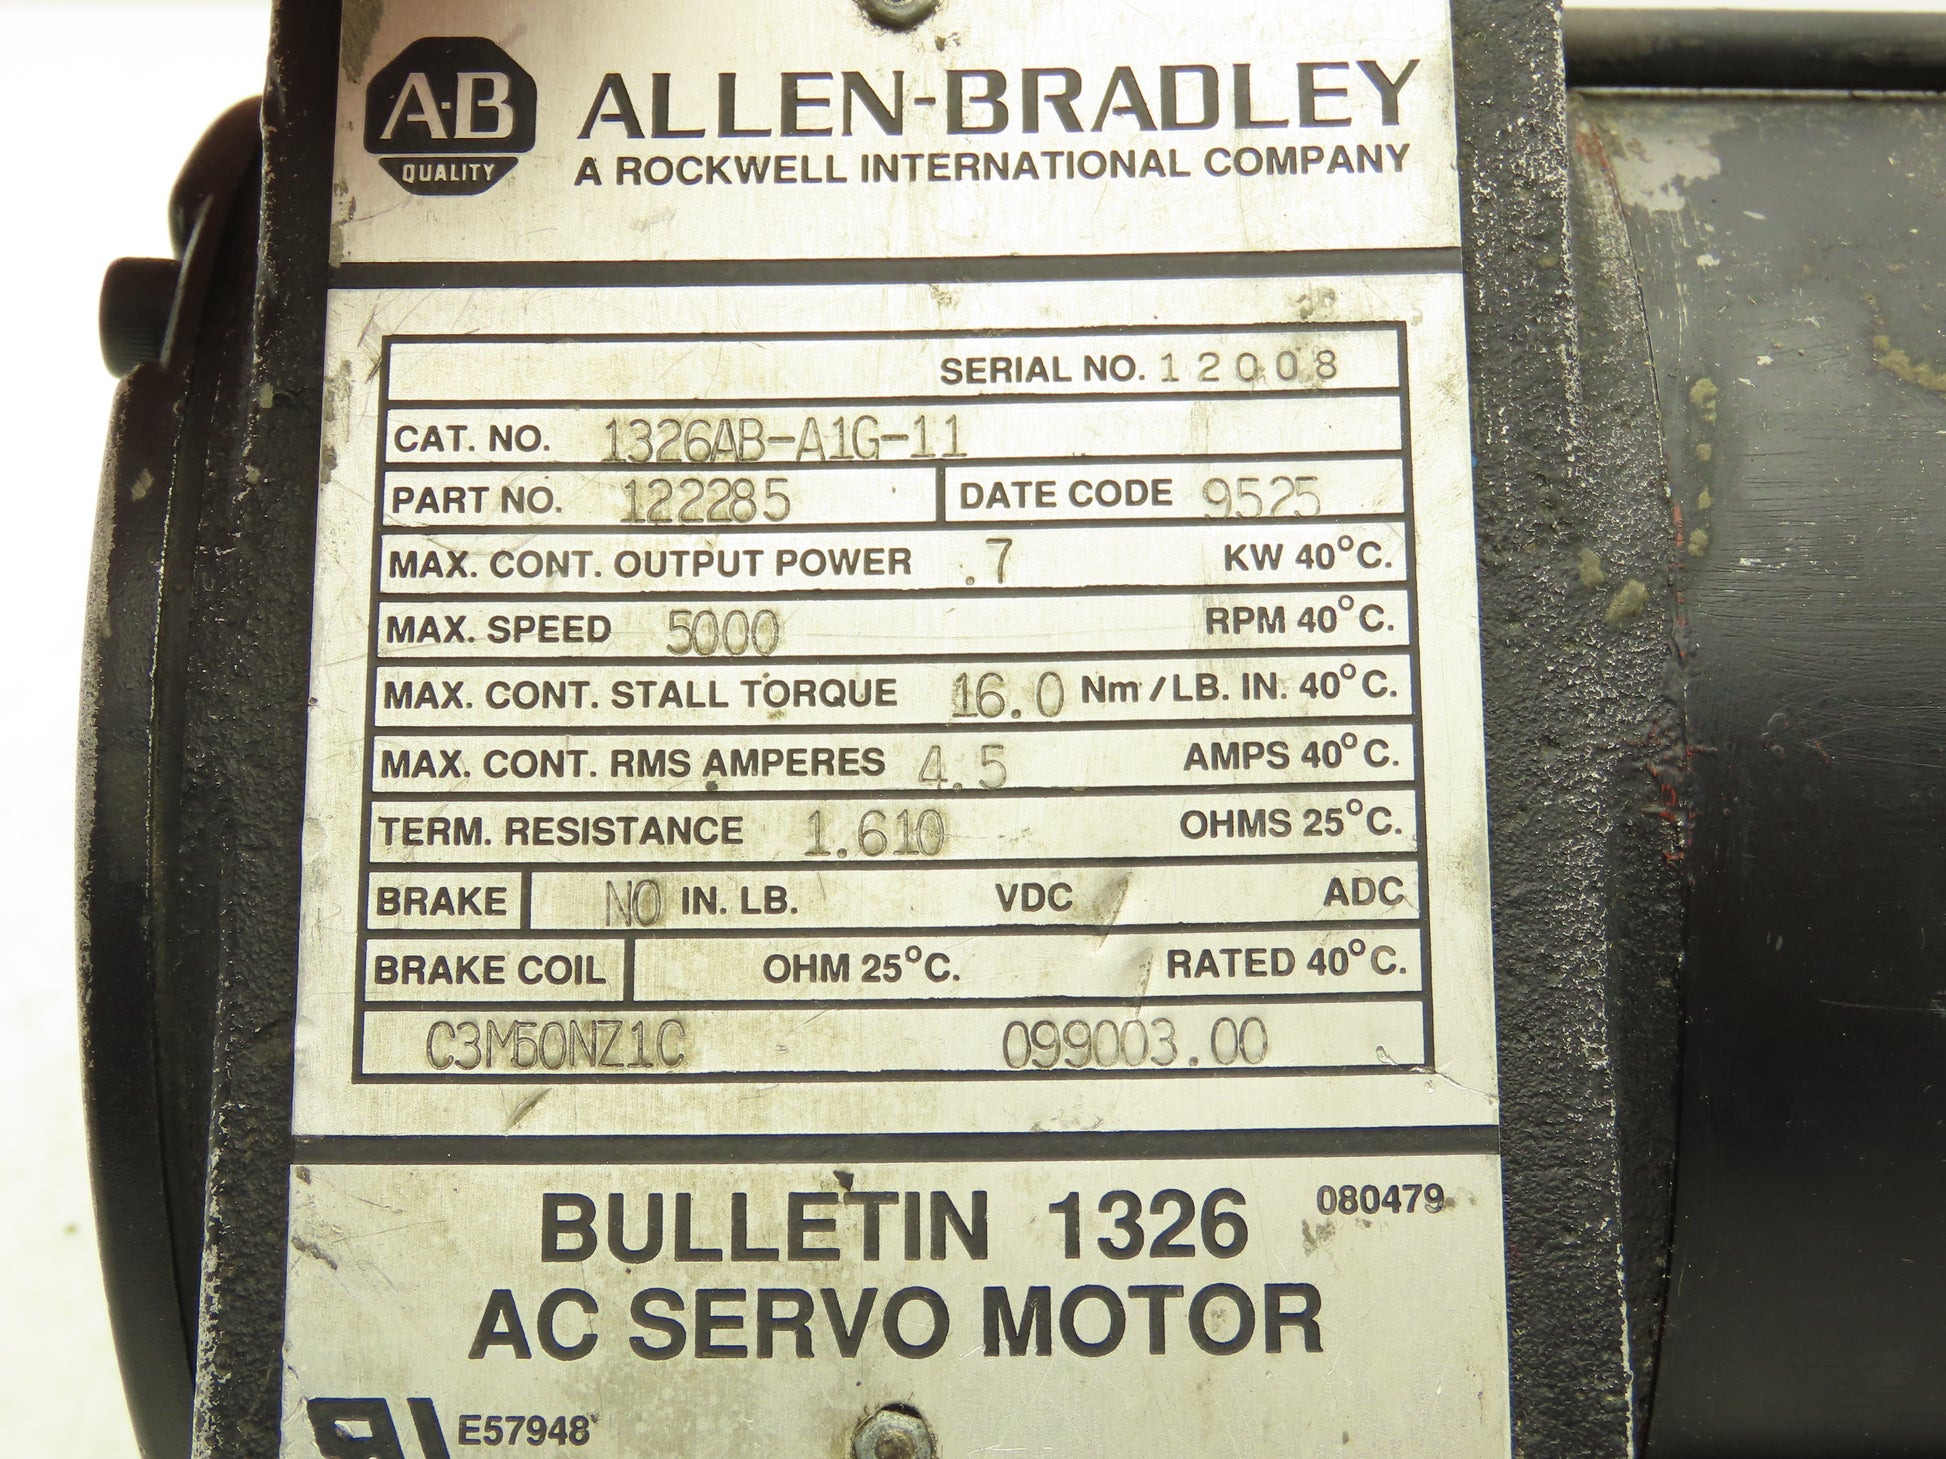 A·B
QUALITY
ALLEN-BRADLEY
A ROCKWELL INTERNATIONAL COMPANY
SERIAL NO. 12008
CAT. NO. 1326AB-A1G-11
PART NO. 122285 DATE CODE 9525
MAX. CONT. OUTPUT POWER .7 KW 40°C.
MAX. SPEED 5000 RPM 40°C.
MAX. CONT. STALL TORQUE 16.0 Nm/LB. IN. 40°C.
MAX. CONT. RMS AMPERES 4.5 AMPS 40°C.
TERM. RESISTANCE 1.610 OHMS 25°C.
BRAKE NO IN. LB. VDC ADC
BRAKE COIL OHM 25°C. RATED 40°C.
099003.00
BULLETIN 1326 080479
AC SERVO MOTOR
E57948